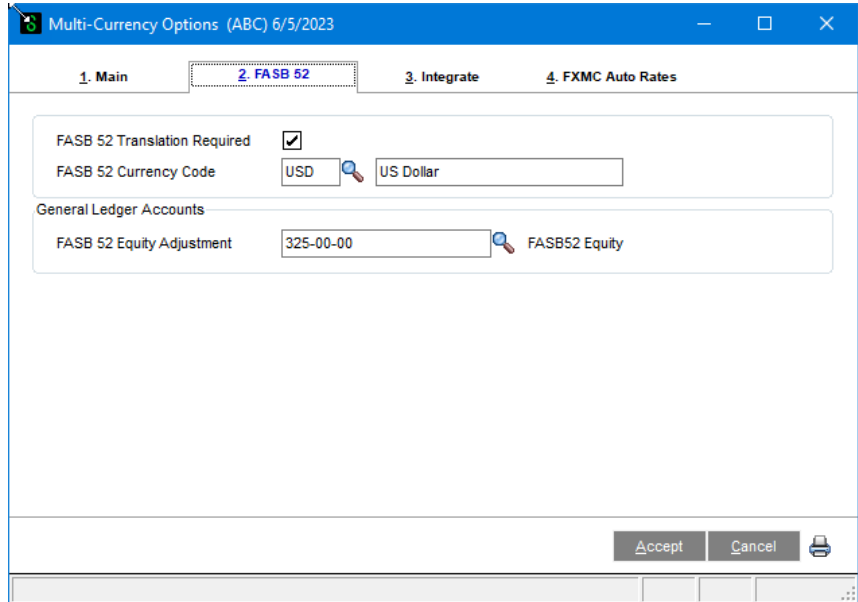 Multi-Currency Options (ABC) 6/5/2023
1. Main 2. FASB 52 3. Integrate 4. FXMC Auto Rates
FASB 52 Translation Required
FASB 52 Currency Code USD US Dollar
General Ledger Accounts
FASB 52 Equity Adjustment 325-00-00 FASB52 Equity
Accept Cancel